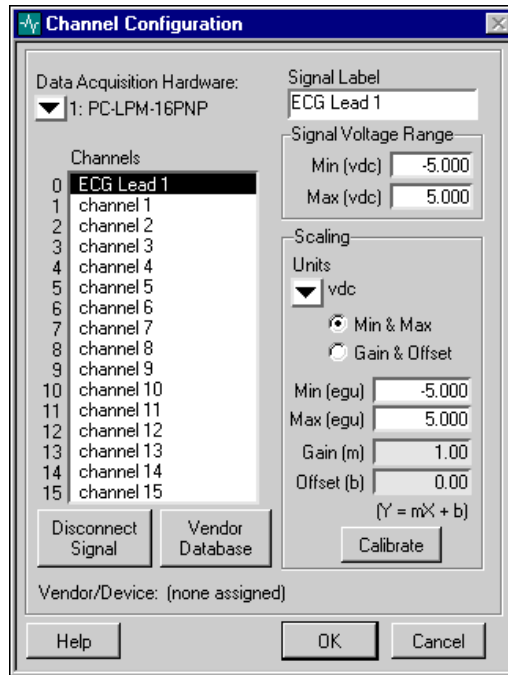 Channel Configuration
Data Acquisition Hardware:
1: PC-LPM-16PNP
Channels
0 ECG Lead 1
1 channel 1
2 channel 2
3 channel 3
4 channel 4
5 channel 5
6 channel 6
7 channel 7
8 channel 8
9 channel 9
10 channel 10
11 channel 11
12 channel 12
13 channel 13
14 channel 14
15 channel 15
Disconnect
Signal
Vendor
Database
Signal Label
ECG Lead 1
Signal Voltage Range
Min (vdc) -5.000
Max (vdc) 5.000
Scaling
Units
vdc
Min & Max
Gain & Offset
Min (egu) -5.000
Max (egu) 5.000
Gain (m) 1.00
Offset (b) 0.00
(Y = mX + b)
Calibrate
Vendor/Device: (none assigned)
Help
OK
Cancel